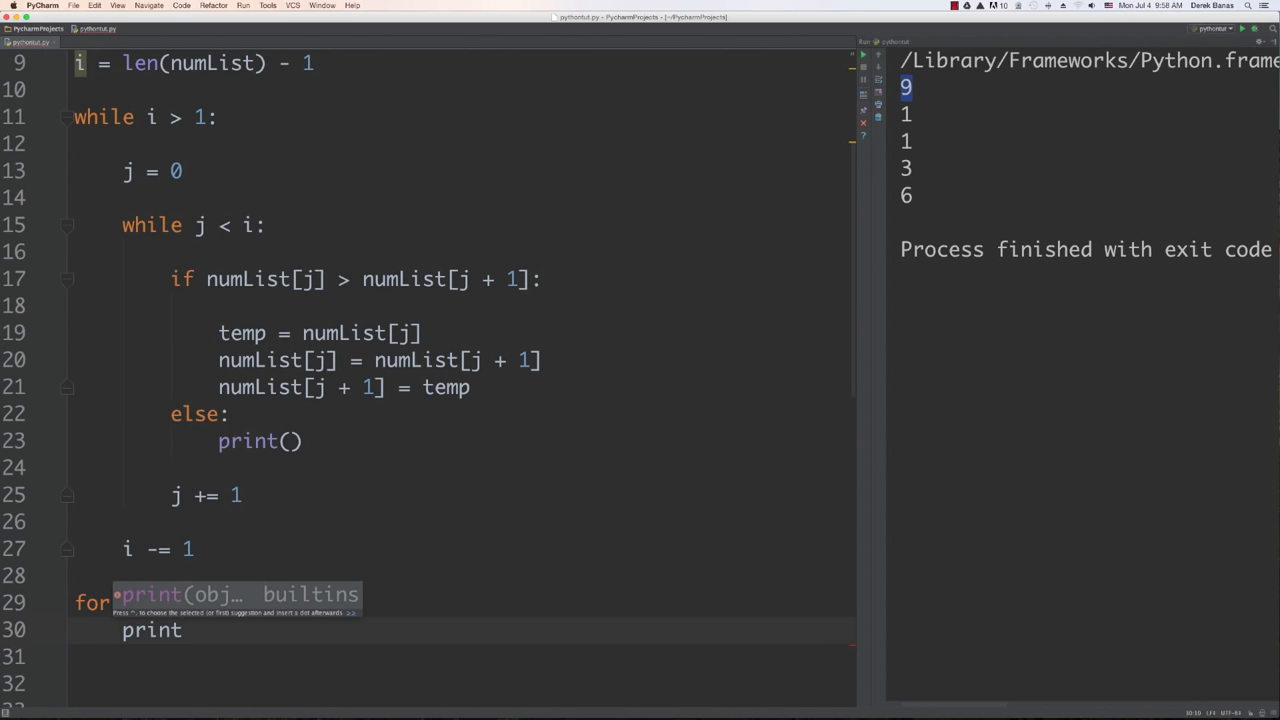 PyCharm File Edit View Navigate Code Refactor Run Tools VCS Window Help 10 Mon Jul 4 9:58 AM Derek Banas
pythontut.py - PycharmProjects - [~/PycharmProjects]
PycharmProjects pythontut.py pythontut
pythontut.py
Run: pythontut
9 i = len(numList) - 1
10
11 while i > 1:
12
13 j = 0
14
15 while j < i:
16
17 if numList[j] > numList[j + 1]:
18
19 temp = numList[j]
20 numList[j] = numList[j + 1]
21 numList[j + 1] = temp
22 else:
23 print()
24
25 j += 1
26
27 i -= 1
28
print(obj… builtins
29 for
Press ^. to choose the selected (or first) suggestion and insert a dot afterwards >>
30 print
31
32
/Library/Frameworks/Python.frame
9
1
1
3
6
Process finished with exit code
30:10 LF‡ UTF-8‡